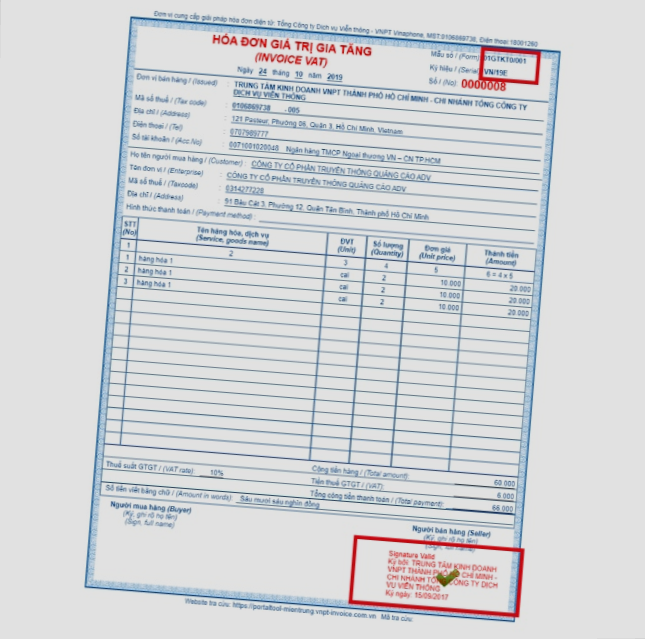 Đơn vị cung cấp giải pháp hóa đơn điện tử: Tổng Công ty Dịch vụ Viễn thông - VNPT Vinaphone, MST:0106869738, Điện thoại:18001260
HÓA ĐƠN GIÁ TRỊ GIA TĂNG
(INVOICE VAT)
Ngày 24 tháng 10 năm 2019
Mẫu số / (Form): 01GTKT0/001
Ký hiệu / (Serial): VN/19E
Số / (No): 0000008
Đơn vị bán hàng / (Issued) : TRUNG TÂM KINH DOANH VNPT THÀNH PHỐ HỒ CHÍ MINH - CHI NHÁNH TỔNG CÔNG TY
DỊCH VỤ VIỄN THÔNG
Mã số thuế / (Tax code) : 0106869738 - 005
Địa chỉ / (Address) : 121 Pasteur, Phường 06, Quận 3, Hồ Chí Minh, Vietnam
Điện thoại / (Tel) : 0707989777
Số tài khoản / (Acc.No) : 0071001020048 Ngân hàng TMCP Ngoại thương VN – CN TP.HCM
Họ tên người mua hàng / (Customer) : CÔNG TY CỔ PHẦN TRUYỀN THÔNG QUẢNG CÁO ADV
Tên đơn vị / (Enterprise) : CÔNG TY CỔ PHẦN TRUYỀN THÔNG QUẢNG CÁO ADV
Mã số thuế / (Taxcode) : 0314277228
Địa chỉ / (Address) : 51 Bàu Cát 3, Phường 12, Quận Tân Bình, Thành phố Hồ Chí Minh
Hình thức thanh toán / (Payment method) :
STT Tên hàng hóa, dịch vụ ĐVT Số lượng Đơn giá Thành tiền
(No) (Service, goods name) (Unit) (Quantity) (Unit price) (Amount)
1 2 3 4 5 6 = 4 x 5
1 hàng hóa 1 cai 2 10.000 20.000
2 hàng hóa 1 cai 2 10.000 20.000
3 hàng hóa 1 cai 2 10.000 20.000
Cộng tiền hàng / (Total amount): 60.000
Thuế suất GTGT / (VAT rate): 10% Tiền thuế GTGT / (VAT): 6.000
Tổng cộng tiền thanh toán / (Total payment): 66.000
Số tiền viết bằng chữ / (Amount in words): Sáu mươi sáu nghìn đồng
Người mua hàng (Buyer)
(Ký, ghi rõ họ tên)
(Sign, full name)
Người bán hàng (Seller)
(Ký, ghi rõ họ tên)
(Sign, full name)
Signature Valid
Ký bởi: TRUNG TÂM KINH DOANH
VNPT THÀNH PHỐ HỒ CHÍ MINH -
CHI NHÁNH TỔNG CÔNG TY DỊCH
VỤ VIỄN THÔNG
Ký ngày: 15/09/2017
Website tra cứu: https://portaltool-mientrung.vnpt-invoice.com.vn Mã tra cứu: